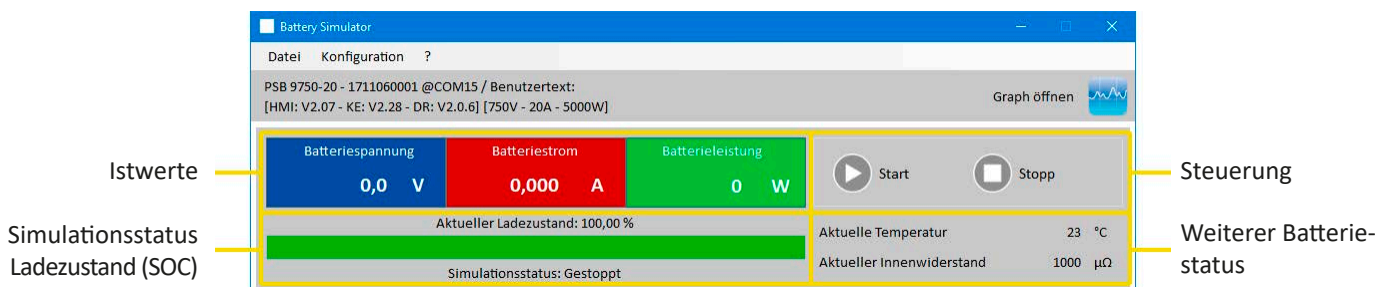 Battery Simulator
Datei Konfiguration ?
PSB 9750-20 - 1711060001 @COM15 / Benutzertext:
[HMI: V2.07 - KE: V2.28 - DR: V2.0.6] [750V - 20A - 5000W]
Graph öffnen
Istwerte
Batteriespannung Batteriestrom Batterieleistung
0,0 V 0,000 A 0 W
Start Stopp
Steuerung
Simulationsstatus
Ladezustand (SOC)
Aktueller Ladezustand: 100,00 %
Simulationsstatus: Gestoppt
Aktuelle Temperatur 23 °C
Aktueller Innenwiderstand 1000 µΩ
Weiterer Batterie-
status